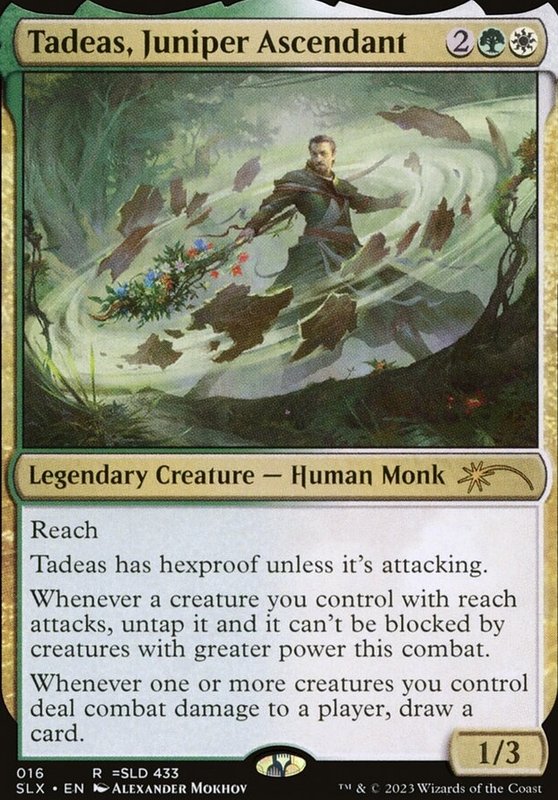 Tadeas, Juniper Ascendant 2
Legendary Creature — Human Monk
Reach
Tadeas has hexproof unless it's attacking.
Whenever a creature you control with reach
attacks, untap it and it can't be blocked by
creatures with greater power this combat.
Whenever one or more creatures you control
deal combat damage to a player, draw a
card.
1/3
016 R =SLD 433
SLX • EN Alexander Mokhov ™ & © 2023 Wizards of the Coast